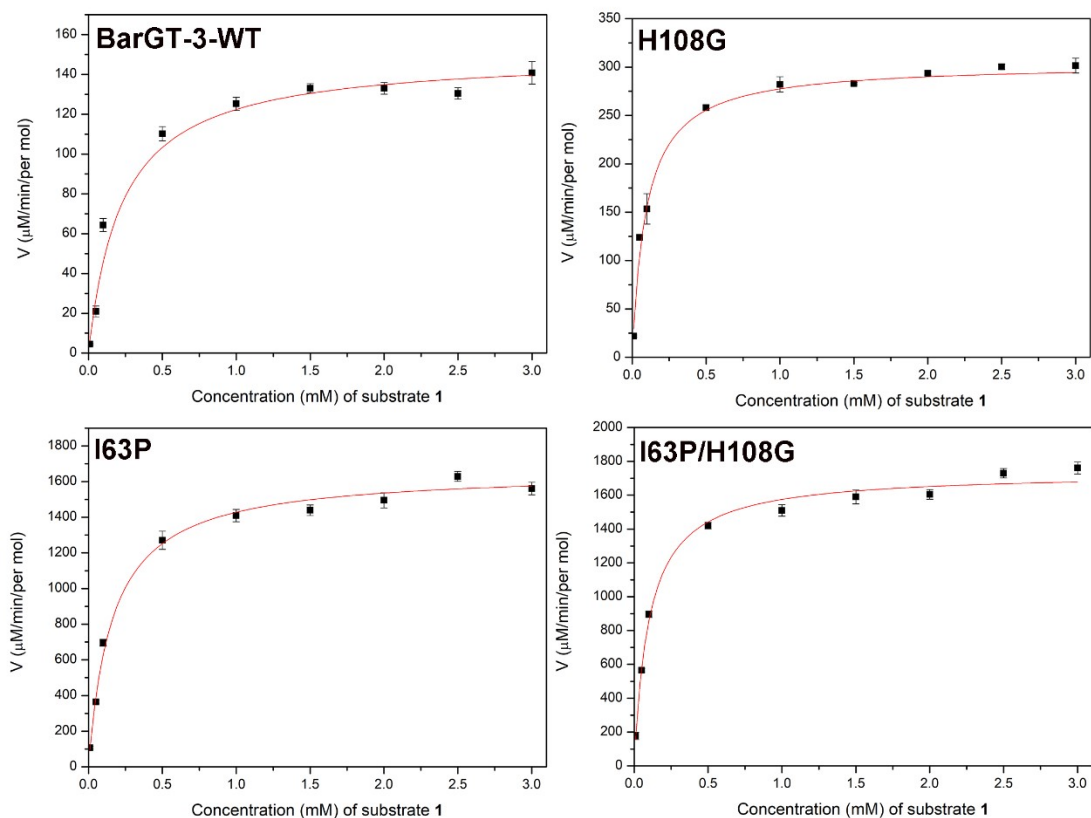 BarGT-3-WT
V (μM/min/per mol)
160
140
120
100
80
60
40
20
0
0.0 0.5 1.0 1.5 2.0 2.5 3.0
Concentration (mM) of substrate 1
H108G
V (μM/min/per mol)
350
300
250
200
150
100
50
0
0.0 0.5 1.0 1.5 2.0 2.5 3.0
Concentration (mM) of substrate 1
I63P
V (μM/min/per mol)
1800
1600
1400
1200
1000
800
600
400
200
0
0.0 0.5 1.0 1.5 2.0 2.5 3.0
Concentration (mM) of substrate 1
I63P/H108G
V (μM/min/per mol)
2000
1800
1600
1400
1200
1000
800
600
400
200
0
0.0 0.5 1.0 1.5 2.0 2.5 3.0
Concentration (mM) of substrate 1